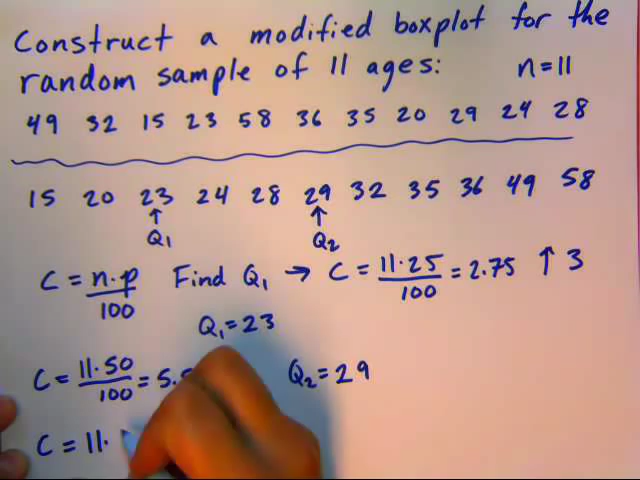 Construct a modified boxplot for the
random sample of 11 ages: n=11
49 32 15 23 58 36 35 20 29 24 28
15 20 23 24 28 29 32 35 36 49 58
↑ ↑
Q₁ Q₂
C = n·p/100 Find Q₁ → C = 11·25/100 = 2.75 ↑ 3
Q₁ = 23
C = 11·50/100 = 5.5 Q₂ = 29
C = 11·